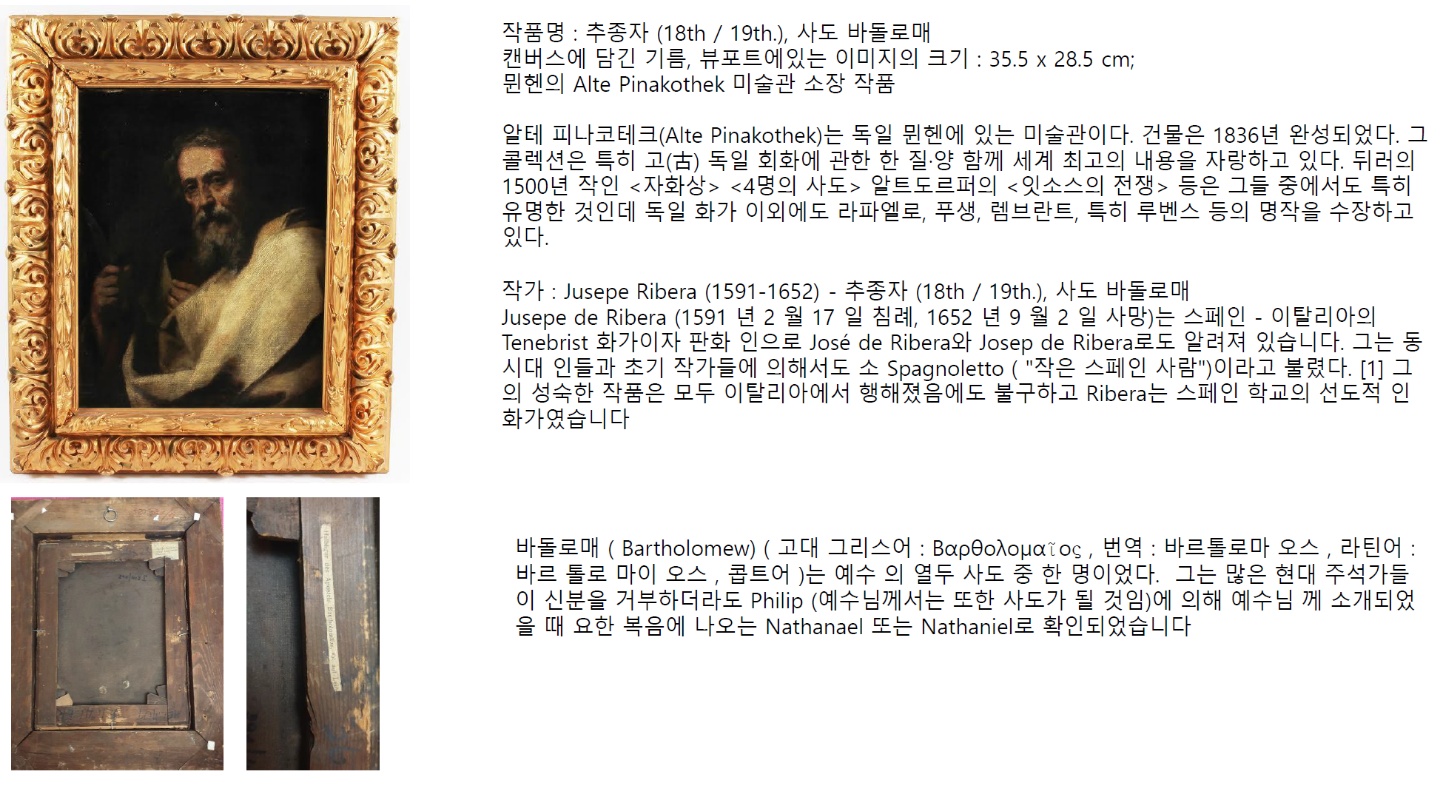 작품명 : 추종자 (18th / 19th.), 사도 바돌로매
캔버스에 담긴 기름, 뷰포트에있는 이미지의 크기 : 35.5 x 28.5 cm;
뮌헨의 Alte Pinakothek 미술관 소장 작품
알테 피나코테크(Alte Pinakothek)는 독일 뮌헨에 있는 미술관이다. 건물은 1836년 완성되었다. 그
콜렉션은 특히 고(古) 독일 회화에 관한 한 질·양 함께 세계 최고의 내용을 자랑하고 있다. 뒤러의
1500년 작인 <자화상> <4명의 사도> 알트도르퍼의 <잇소스의 전쟁> 등은 그들 중에서도 특히
유명한 것인데 독일 화가 이외에도 라파엘로, 푸생, 렘브란트, 특히 루벤스 등의 명작을 수장하고
있다.
작가 : Jusepe Ribera (1591-1652) - 추종자 (18th / 19th.), 사도 바돌로매
Jusepe de Ribera (1591 년 2 월 17 일 침례, 1652 년 9 월 2 일 사망)는 스페인 - 이탈리아의
Tenebrist 화가이자 판화 인으로 José de Ribera와 Josep de Ribera로도 알려져 있습니다. 그는 동
시대 인들과 초기 작가들에 의해서도 소 Spagnoletto ( "작은 스페인 사람")이라고 불렸다. [1] 그
의 성숙한 작품은 모두 이탈리아에서 행해졌음에도 불구하고 Ribera는 스페인 학교의 선도적 인
화가였습니다
바돌로매 ( Bartholomew) ( 고대 그리스어 : Βαρθολομαῖος , 번역 : 바르톨로마 오스 , 라틴어 :
바르 톨로 마이 오스 , 콥트어 )는 예수 의 열두 사도 중 한 명이었다.  그는 많은 현대 주석가들
이 신분을 거부하더라도 Philip (예수님께서는 또한 사도가 될 것임)에 의해 예수님 께 소개되었
을 때 요한 복음에 나오는 Nathanael 또는 Nathaniel로 확인되었습니다